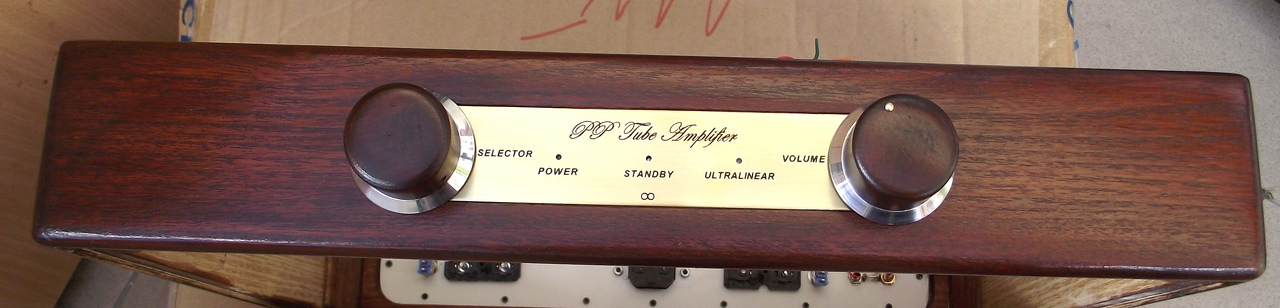 PP Tube Amplifier
SELECTOR
VOLUME
POWER
STANDBY
ULTRALINEAR